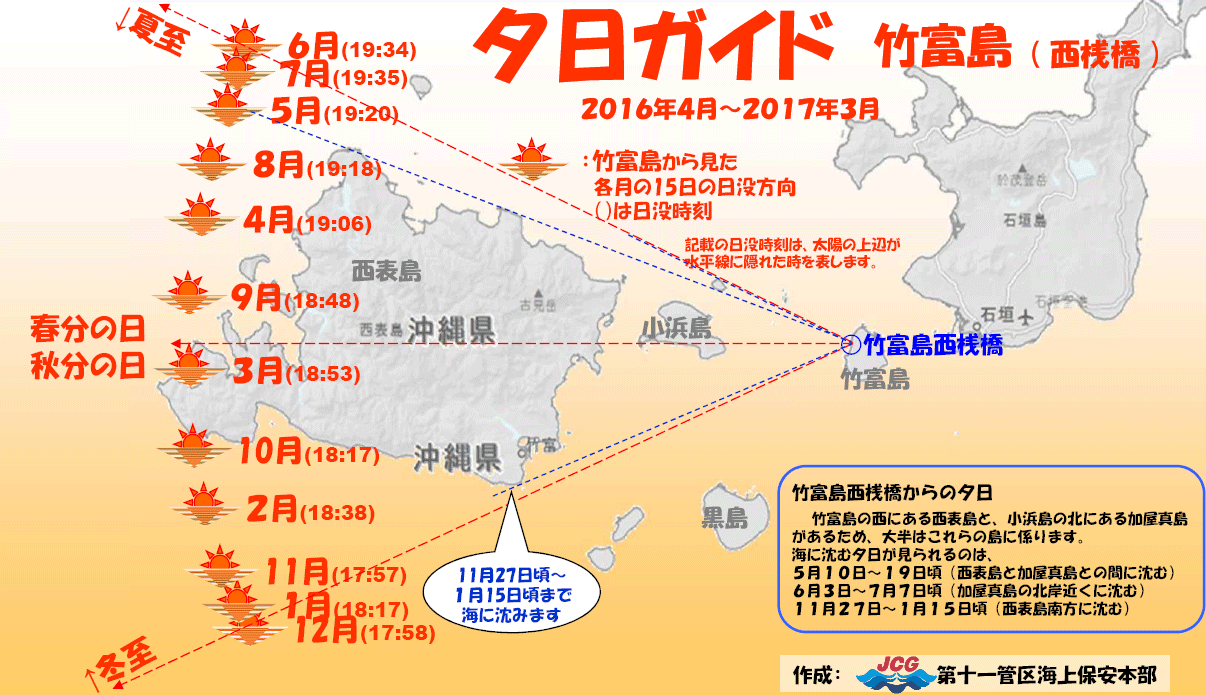 夕日ガイド 竹富島 ( 西桟橋 )
2016年4月～2017年3月
↓夏至
6月(19:34)
7月(19:35)
5月(19:20)
8月(19:18)
4月(19:06)
9月(18:48)
春分の日
秋分の日
3月(18:53)
10月(18:17)
2月(18:38)
11月(17:57)
1月(18:17)
12月(17:58)
↑冬至
:竹富島から見た
各月の15日の日没方向
()は日没時刻
記載の日没時刻は、太陽の上辺が
水平線に隠れた時を表します。
於茂登岳
石垣島
石垣
石垣空港
西表島
古見岳
西表島
沖縄県
小浜島
竹富島西桟橋
竹富島
沖縄県
竹富
黒島
11月27日頃～
1月15日頃まで
海に沈みます
竹富島西桟橋からの夕日
竹富島の西にある西表島と、小浜島の北にある加屋真島
があるため、大半はこれらの島に係ります。
海に沈む夕日が見られるのは、
5月10日～19日頃（西表島と加屋真島との間に沈む）
6月3日～7月7日頃（加屋真島の北岸近くに沈む）
11月27日～1月15日頃（西表島南方に沈む）
作成： JCG 第十一管区海上保安本部